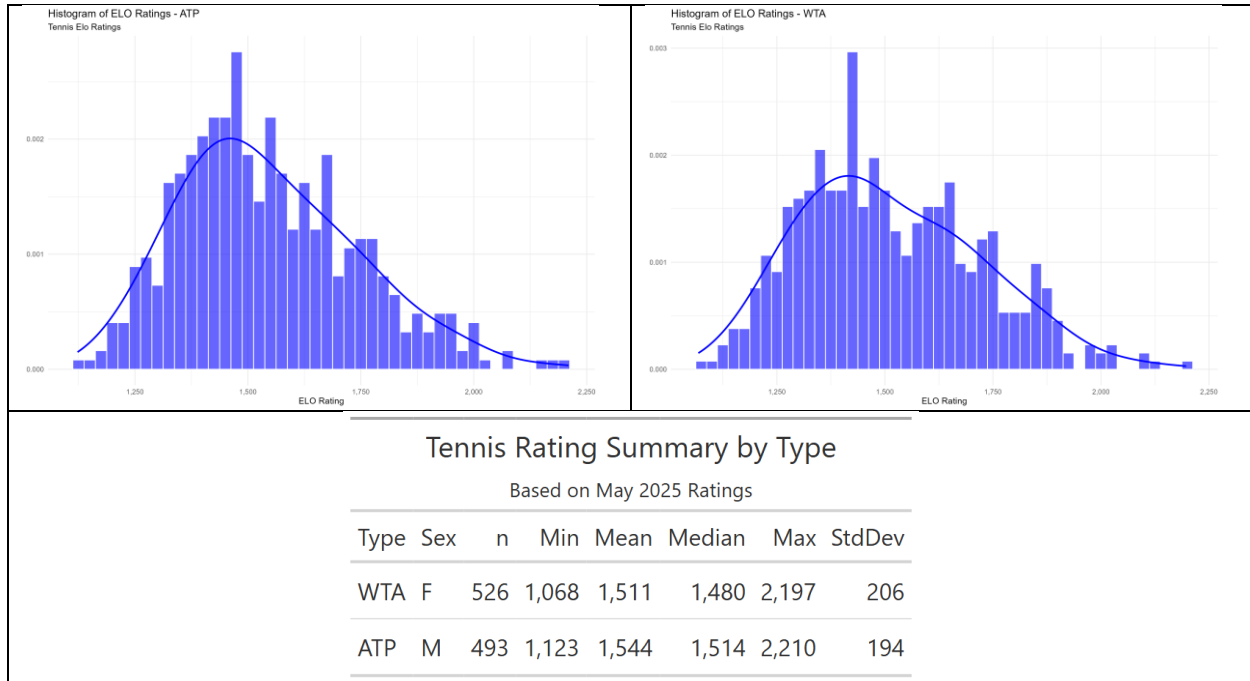 Histogram of ELO Ratings - ATP
Tennis Elo Ratings
0.002
0.001
0.000
1,250 1,500 1,750 2,000 2,250
ELO Rating
Histogram of ELO Ratings - WTA
Tennis Elo Ratings
0.003
0.002
0.001
0.000
1,250 1,500 1,750 2,000 2,250
ELO Rating
Tennis Rating Summary by Type
Based on May 2025 Ratings
Type Sex n Min Mean Median Max StdDev
WTA F 526 1,068 1,511 1,480 2,197 206
ATP M 493 1,123 1,544 1,514 2,210 194